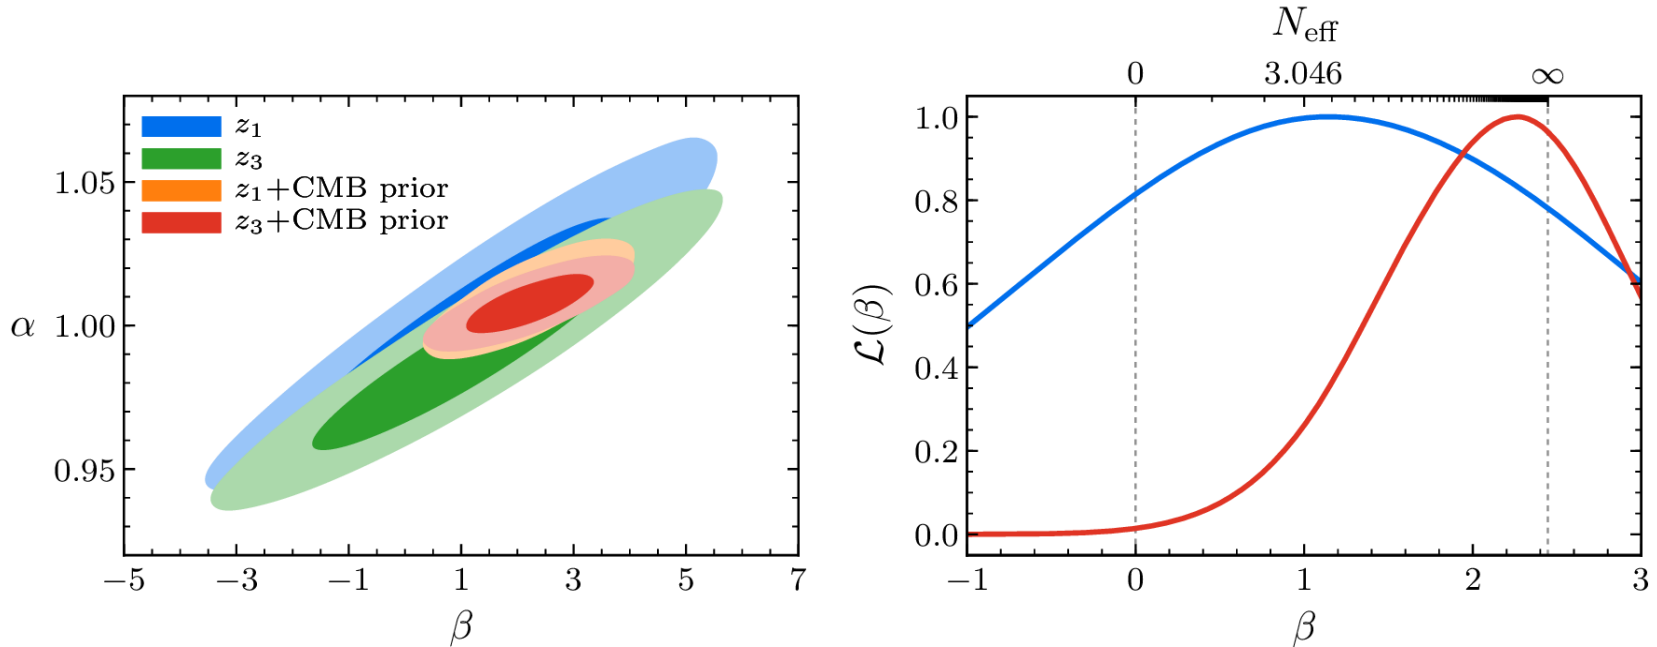 z₁
z₃
z₁+CMB prior
z₃+CMB prior
α
1.05
1.00
0.95
−5 −3 −1 1 3 5 7
β
N_eff
0 3.046 ∞
ℒ(β)
1.0
0.8
0.6
0.4
0.2
0.0
−1 0 1 2 3
β